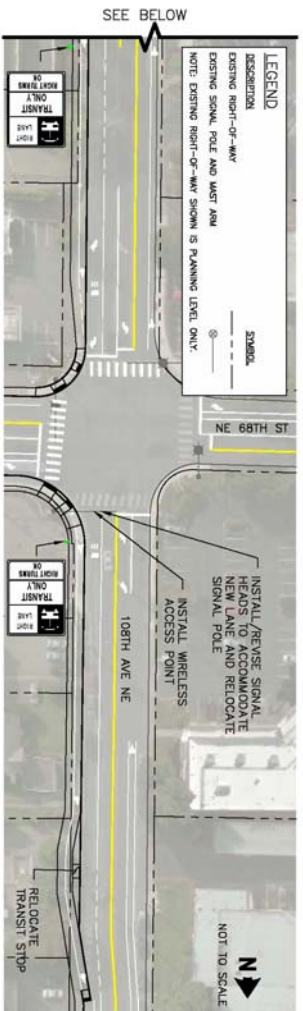 SEE BELOW
LEGEND
DESCRIPTION SYMBOL
EXISTING RIGHT-OF-WAY
EXISTING SIGNAL POLE AND MAST ARM
NOTE: EXISTING RIGHT-OF-WAY SHOWN IS PLANNING LEVEL ONLY.
NE 68TH ST
INSTALL/REVISE SIGNAL
HEADS TO ACCOMMODATE
NEW LANE AND RELOCATE
SIGNAL POLE
INSTALL WIRELESS
ACCESS POINT
108TH AVE NE
N
NOT TO SCALE
RELOCATE
TRANSIT STOP
RIGHT
LANE
TRANSIT
ONLY
RIGHT TURNS
OK
RIGHT
LANE
TRANSIT
ONLY
RIGHT TURNS
OK